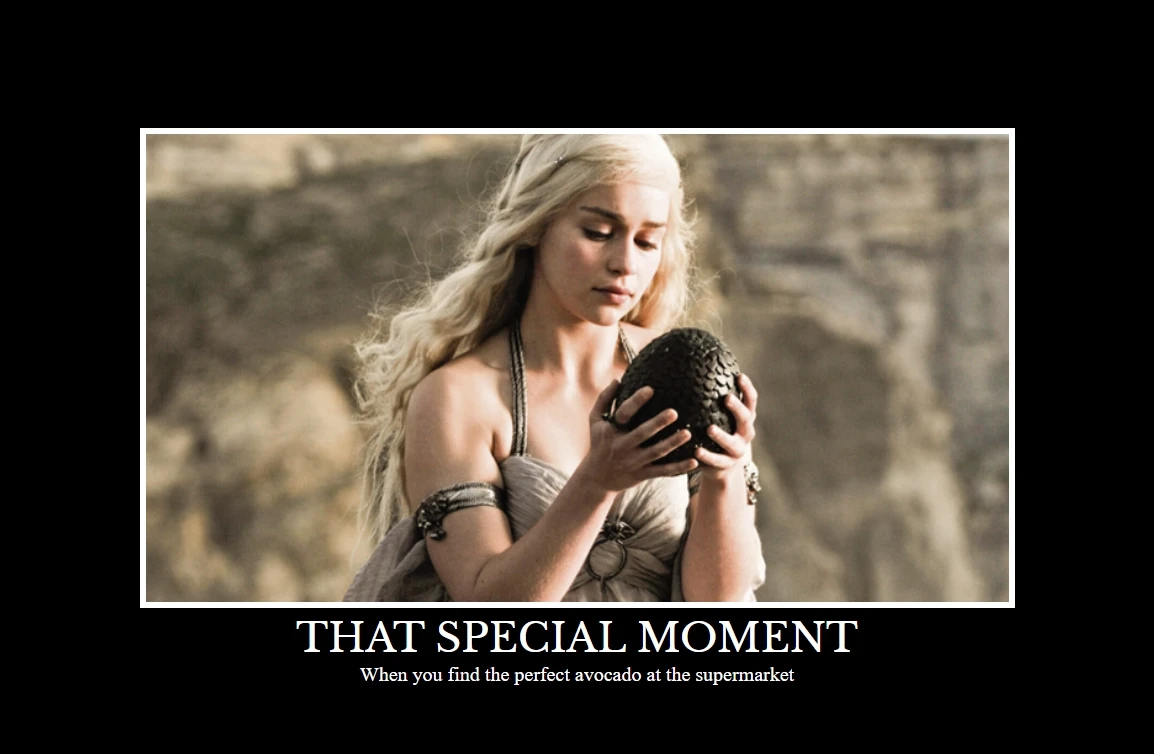 THAT SPECIAL MOMENT
When you find the perfect avocado at the supermarket